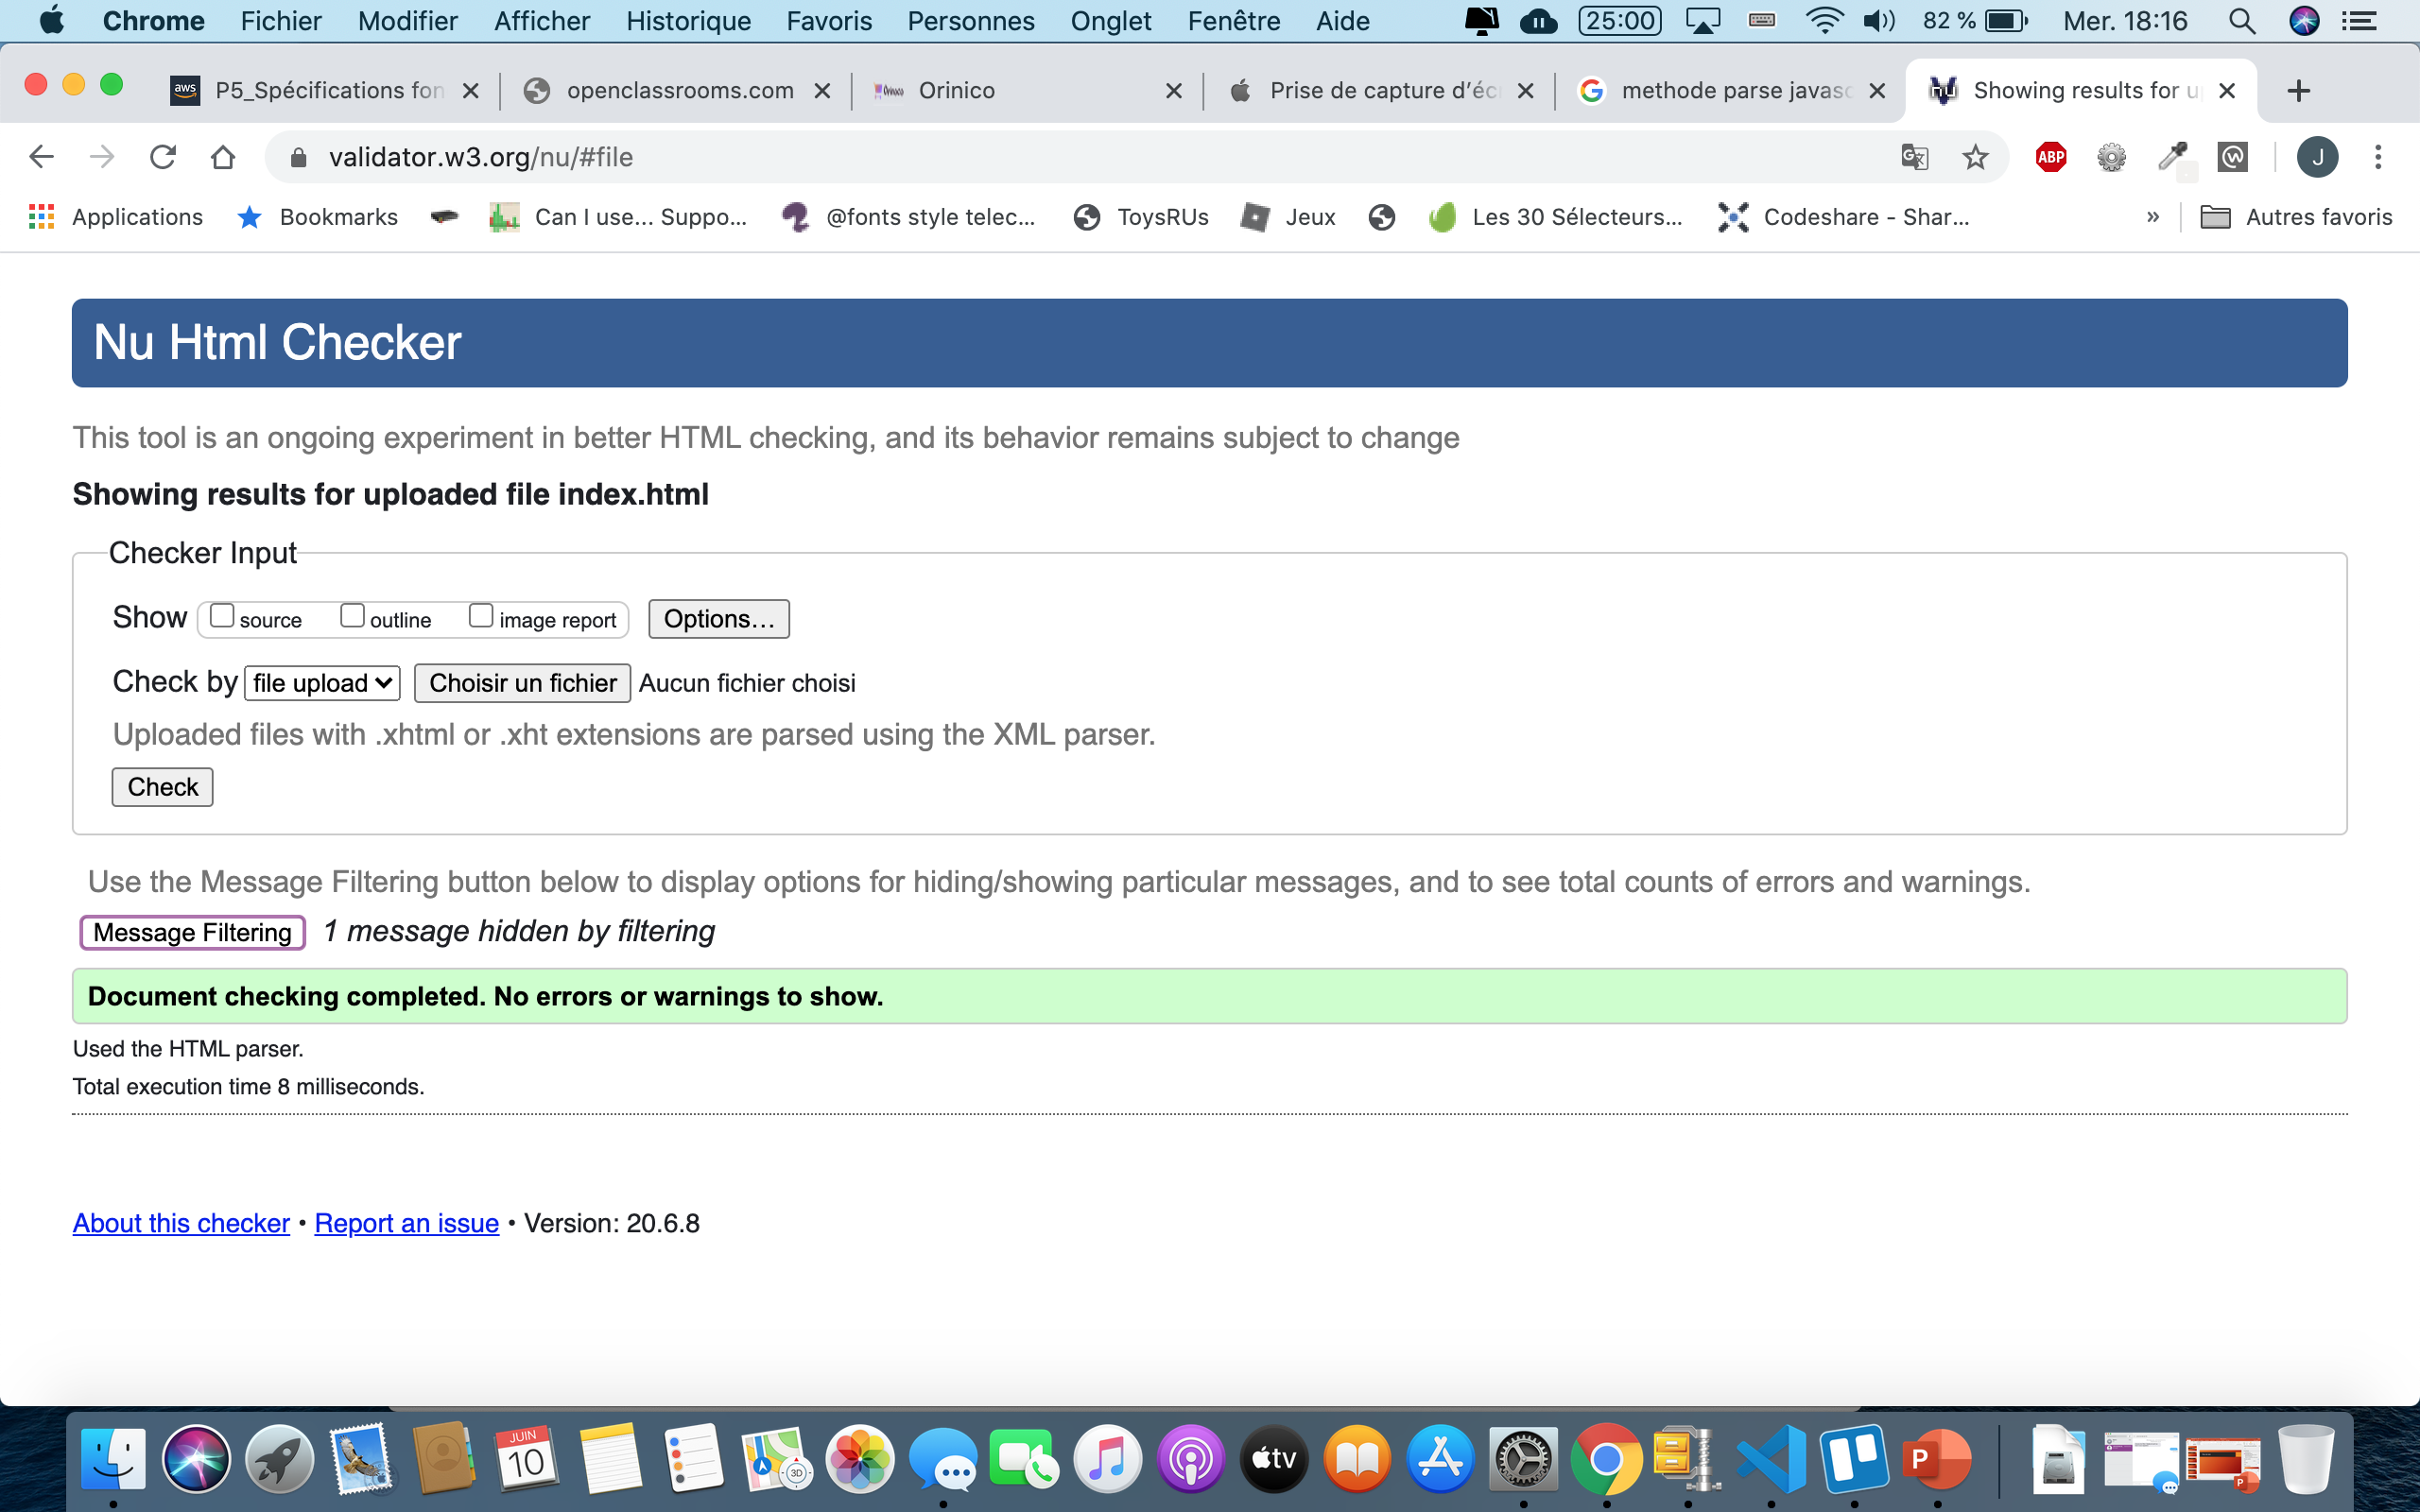 Chrome Fichier Modifier Afficher Historique Favoris Personnes Onglet Fenêtre Aide 25:00 82 % Mer. 18:16
aws P5_Spécifications fon openclassrooms.com Orinico Prise de capture d’éc methode parse javasc Showing results for u
validator.w3.org/nu/#file ABP J
Applications Bookmarks Can I use... Suppo... @fonts style telec... ToysRUs Jeux Les 30 Sélecteurs... Codeshare - Shar... » Autres favoris
Nu Html Checker
This tool is an ongoing experiment in better HTML checking, and its behavior remains subject to change
Showing results for uploaded file index.html
Checker Input
Show source outline image report Options...
Check by file upload Choisir un fichier Aucun fichier choisi
Uploaded files with .xhtml or .xht extensions are parsed using the XML parser.
Check
Use the Message Filtering button below to display options for hiding/showing particular messages, and to see total counts of errors and warnings.
Message Filtering 1 message hidden by filtering
Document checking completed. No errors or warnings to show.
Used the HTML parser.
Total execution time 8 milliseconds.
About this checker • Report an issue • Version: 20.6.8
JUIN
10
3D
tv
P